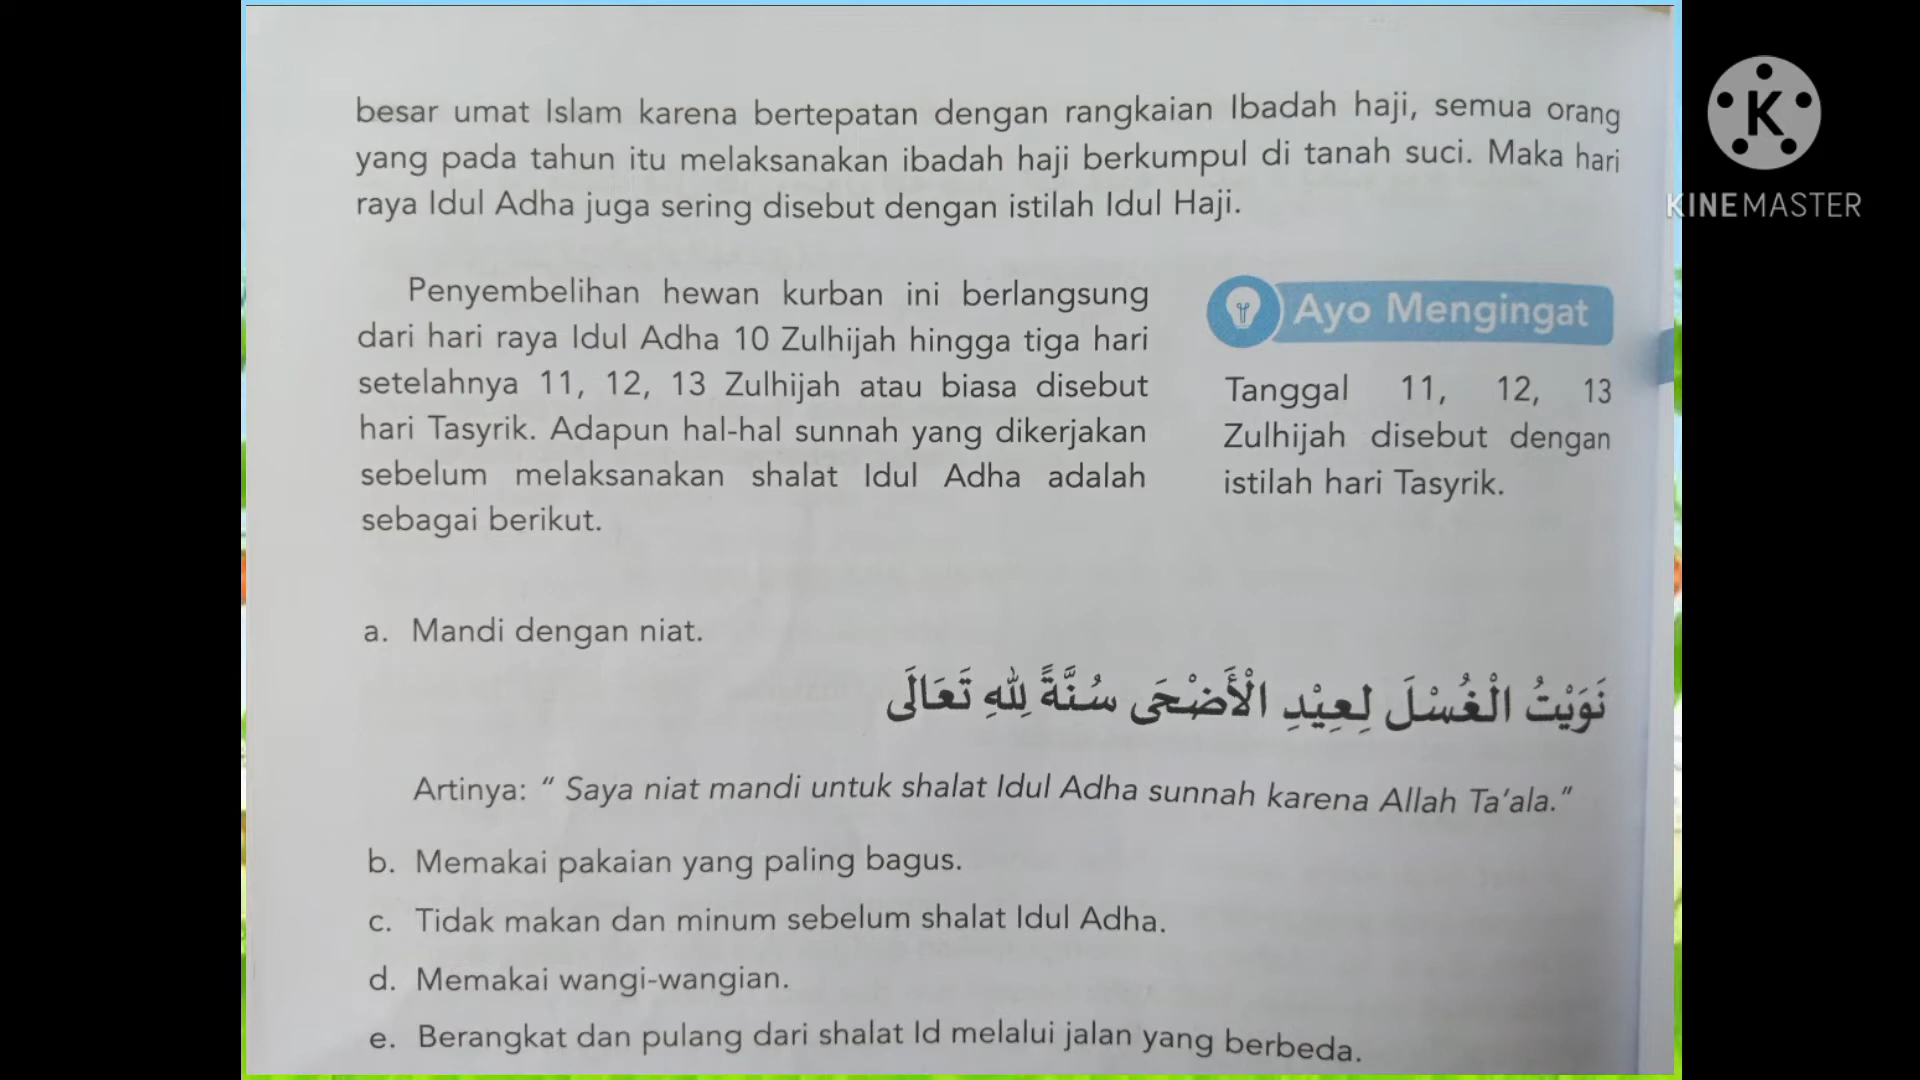 besar umat Islam karena bertepatan dengan rangkaian Ibadah haji, semua orang
yang pada tahun itu melaksanakan ibadah haji berkumpul di tanah suci. Maka hari
raya Idul Adha juga sering disebut dengan istilah Idul Haji.
Penyembelihan hewan kurban ini berlangsung
dari hari raya Idul Adha 10 Zulhijah hingga tiga hari
setelahnya 11, 12, 13 Zulhijah atau biasa disebut
hari Tasyrik. Adapun hal-hal sunnah yang dikerjakan
sebelum melaksanakan shalat Idul Adha adalah
sebagai berikut.
Ayo Mengingat
Tanggal 11, 12, 13
Zulhijah disebut dengan
istilah hari Tasyrik.
a. Mandi dengan niat.
نَوَيْتُ الْغُسْلَ لِعِيْدِ الْأَضْحَى سُنَّةً لِلّٰهِ تَعَالَى
Artinya: “ Saya niat mandi untuk shalat Idul Adha sunnah karena Allah Ta’ala.”
b. Memakai pakaian yang paling bagus.
c. Tidak makan dan minum sebelum shalat Idul Adha.
d. Memakai wangi-wangian.
e. Berangkat dan pulang dari shalat Id melalui jalan yang berbeda.
K
KINEMASTER